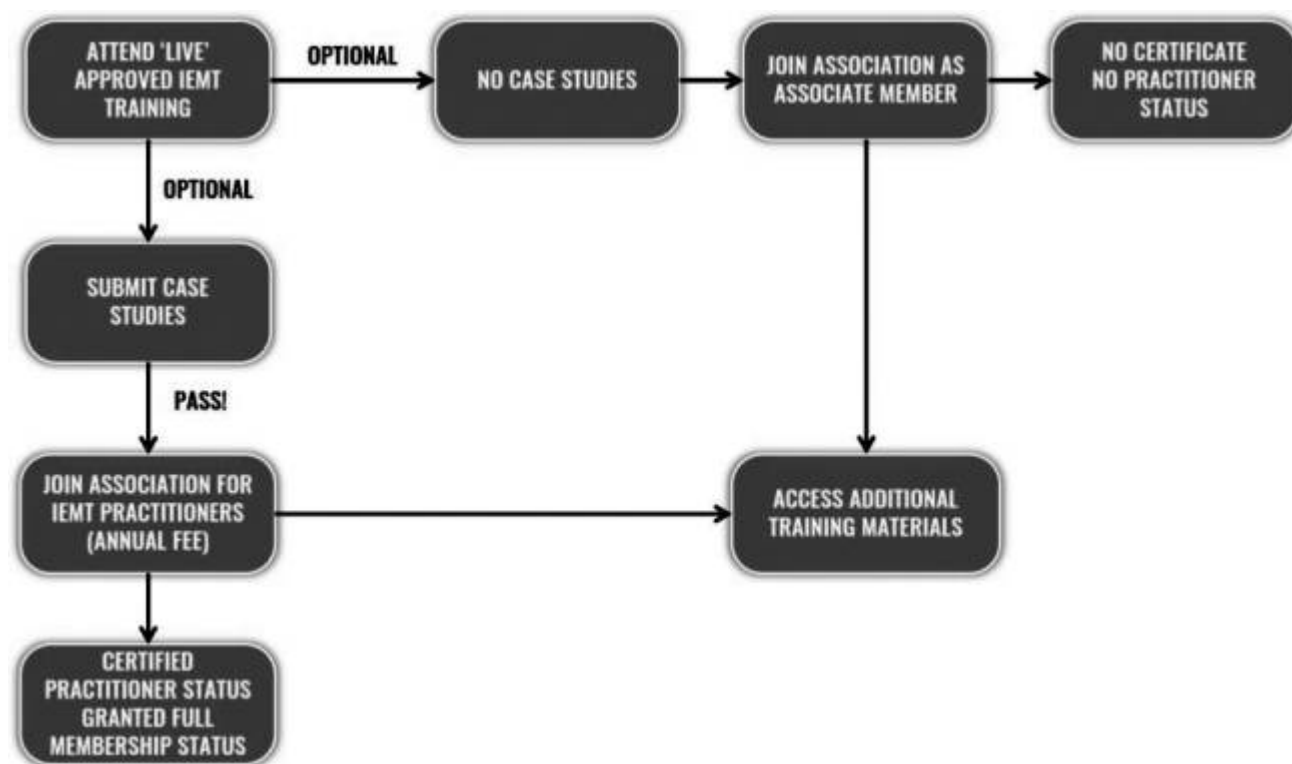 ATTEND ‘LIVE’
APPROVED IEMT
TRAINING
OPTIONAL
NO CASE STUDIES
JOIN ASSOCIATION AS
ASSOCIATE MEMBER
NO CERTIFICATE
NO PRACTITIONER
STATUS
OPTIONAL
SUBMIT CASE
STUDIES
PASS!
JOIN ASSOCIATION FOR
IEMT PRACTITIONERS
(ANNUAL FEE)
ACCESS ADDITIONAL
TRAINING MATERIALS
CERTIFIED
PRACTITIONER STATUS
GRANTED FULL
MEMBERSHIP STATUS